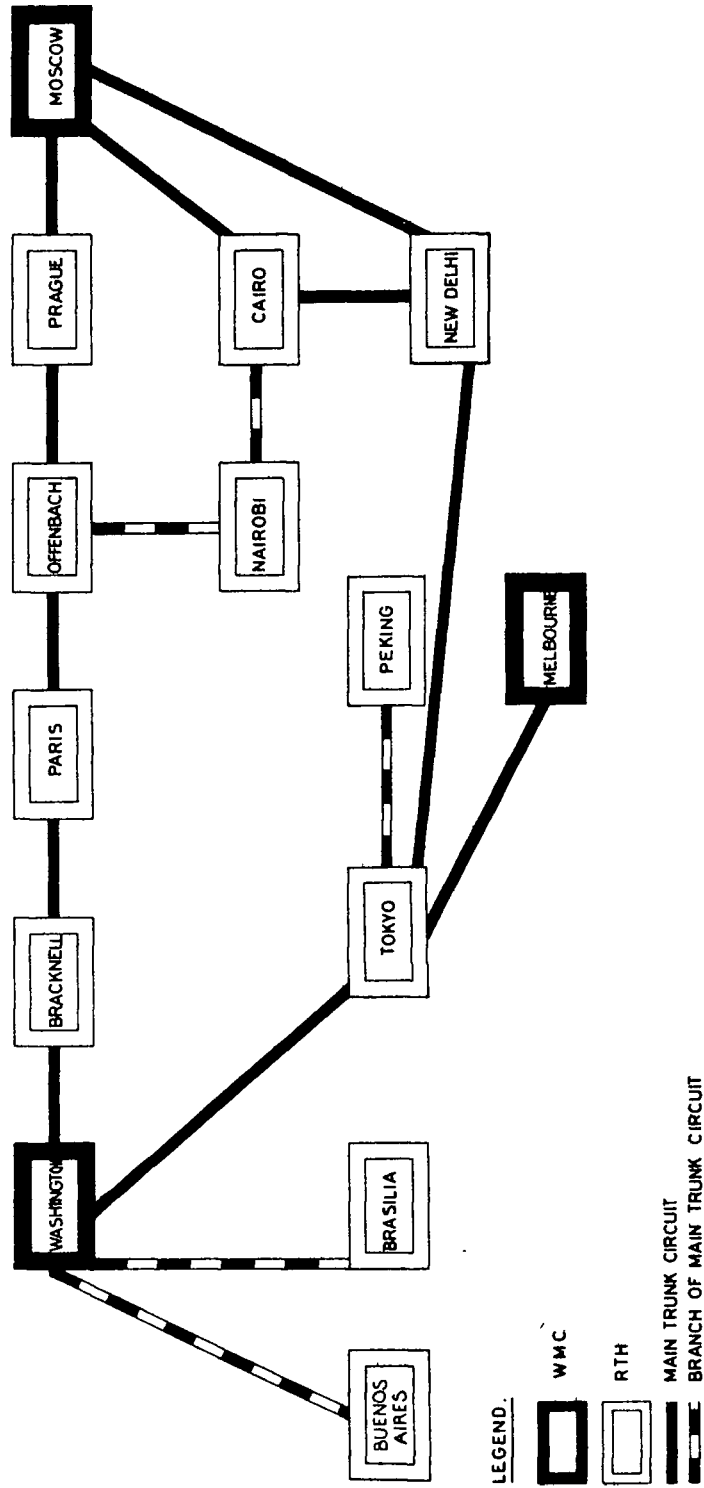 WASHINGTON
BRACKNELL
PARIS
OFFENBACH
PRAGUE
MOSCOW
NAIROBI
CAIRO
BUENOS
AIRES
BRASILIA
TOKYO
PEKING
NEW DELHI
MELBOURNE
LEGEND.
WMC
RTH
MAIN TRUNK CIRCUIT
BRANCH OF MAIN TRUNK CIRCUIT